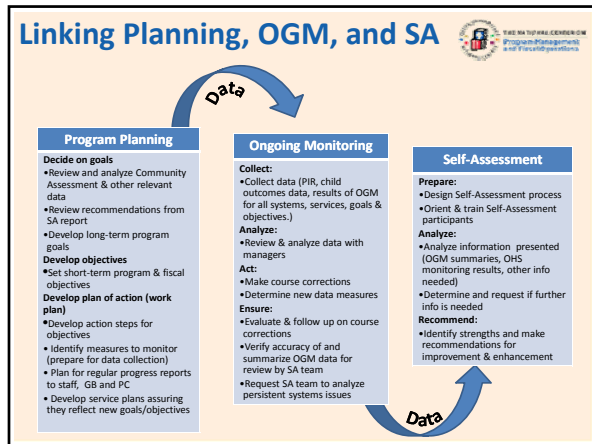 Linking Planning, OGM, and SA
THE NATIONAL CENTER ON
Program Management
and Fiscal Operations
Data
Program Planning
Decide on goals
•Review and analyze Community
Assessment & other relevant
data
•Review recommendations from
SA report
•Develop long-term program
goals
Develop objectives
•Set short-term program & fiscal
objectives
Develop plan of action (work
plan)
•Develop action steps for
objectives
• Identify measures to monitor
(prepare for data collection)
• Plan for regular progress reports
to staff, GB and PC
• Develop service plans assuring
they reflect new goals/objectives
Ongoing Monitoring
Collect:
•Collect data (PIR, child
outcomes data, results of OGM
for all systems, services, goals &
objectives.)
Analyze:
•Review & analyze data with
managers
Act:
•Make course corrections
•Determine new data measures
Ensure:
•Evaluate & follow up on course
corrections
•Verify accuracy of and
summarize OGM data for
review by SA team
•Request SA team to analyze
persistent systems issues
Self-Assessment
Prepare:
•Design Self-Assessment process
•Orient & train Self-Assessment
participants
Analyze:
•Analyze information presented
(OGM summaries, OHS
monitoring results, other info
needed)
•Determine and request if further
info is needed
Recommend:
•Identify strengths and make
recommendations for
improvement & enhancement
Data